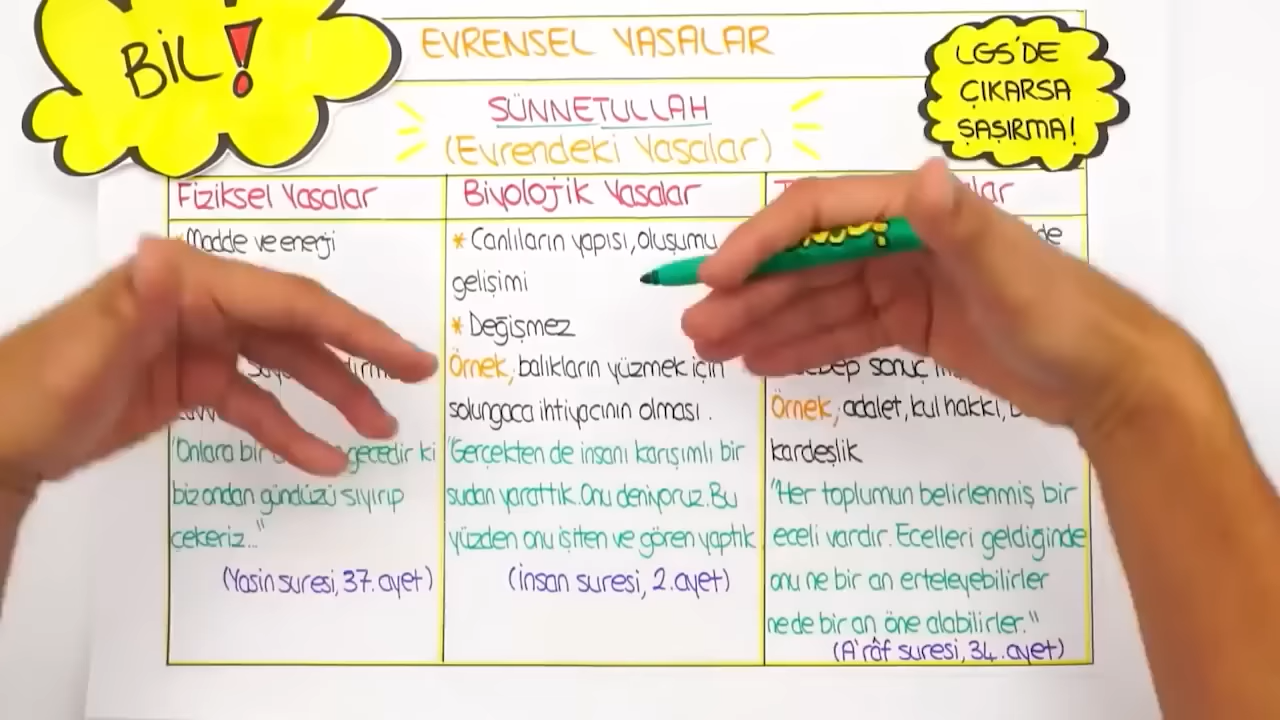 BİL!
EVRENSEL YASALAR
LGS'DE
ÇIKARSA
ŞAŞIRMA!
SÜNNETULLAH
(Evrendeki Yasalar)
Fiziksel Yasalar
*Madde ve enerji
"Onlara bir gecedir ki
biz ondan gündüzü sıyırıp
çekeriz..."
(Yasin suresi, 37. ayet)
Biyolojik Yasalar
* Canlıların yapısı, oluşumu
gelişimi
* Değişmez
Örnek; balıkların yüzmek için
solungaca ihtiyacının olması.
"Gerçekten de insanı karışımlı bir
sudan yarattık. Onu deniyoruz. Bu
yüzden onu işiten ve gören yaptık
(İnsan suresi, 2. ayet)
sonuç
Örnek; adalet, kul hakkı,
kardeşlik
"Her toplumun belirlenmiş bir
eceli vardır. Ecelleri geldiğinde
onu ne bir an erteleyebilirler
ne de bir an öne alabilirler."
(A'râf suresi, 34. ayet)